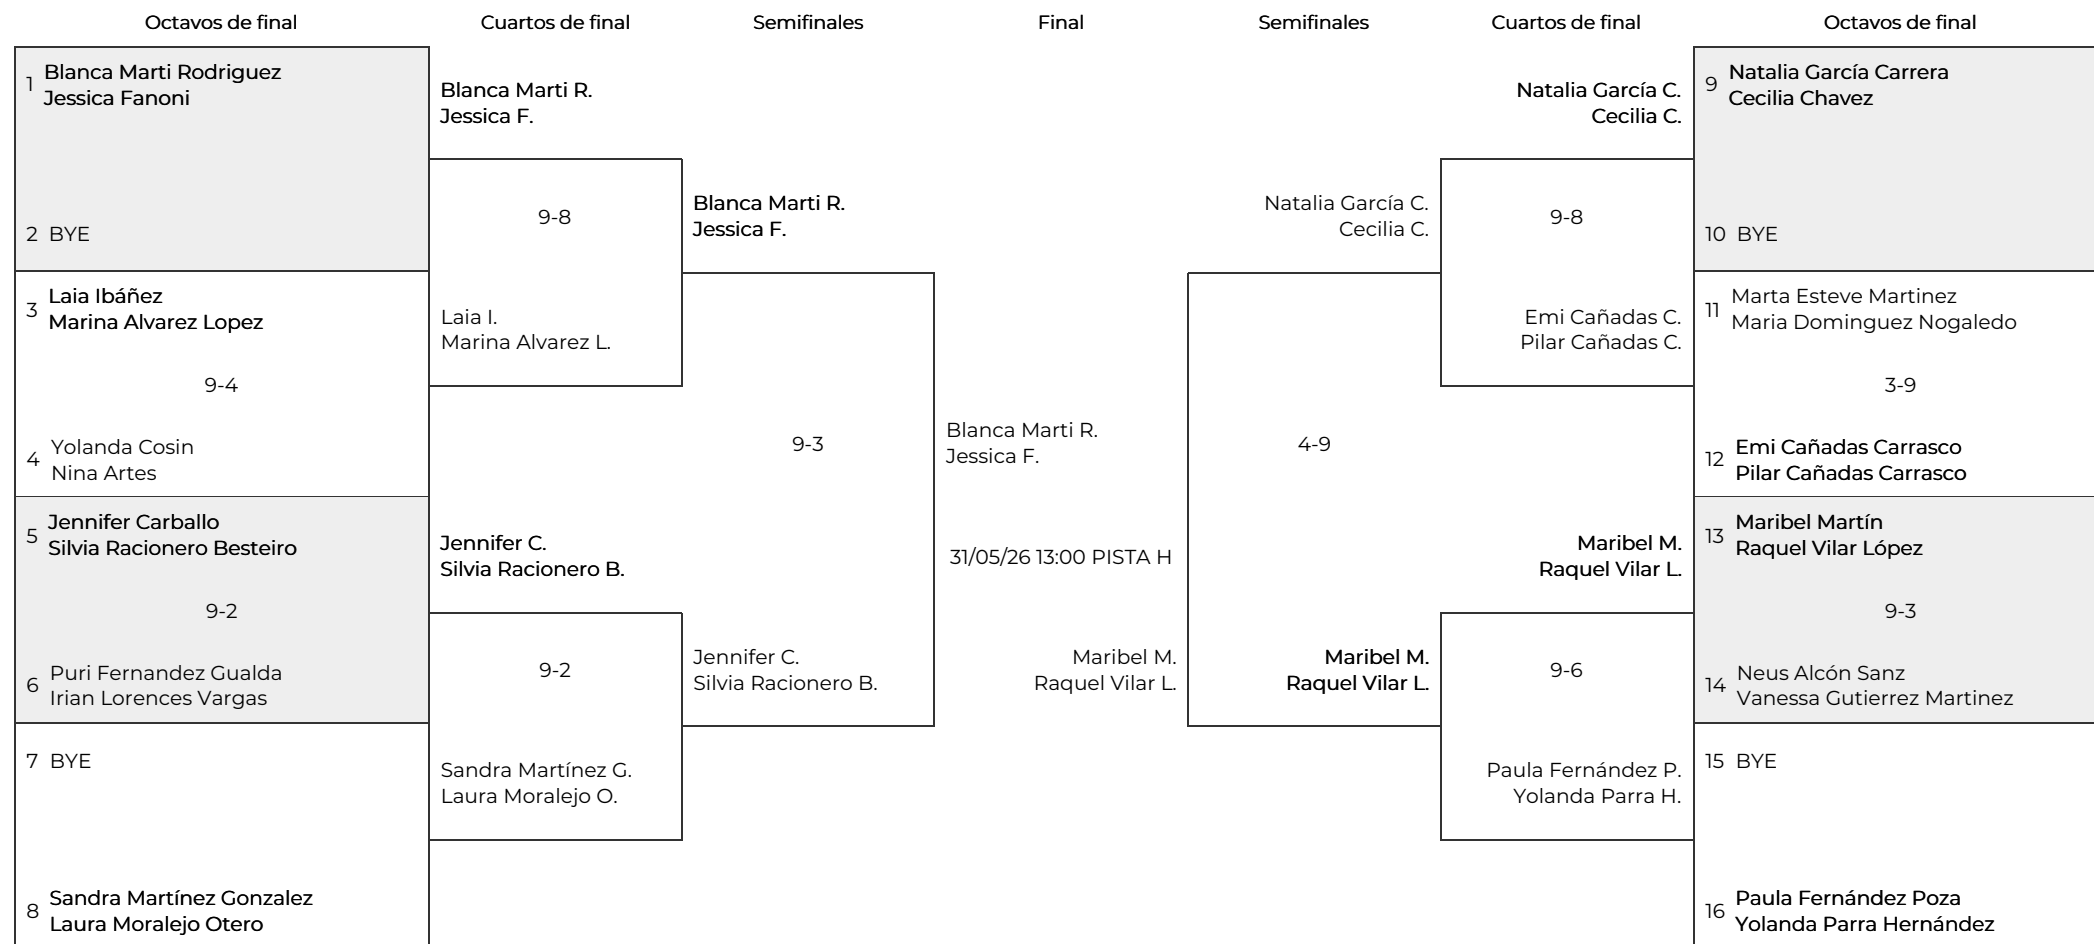 Octavos de final
Cuartos de final
Semifinales
Final
Semifinales
Cuartos de final
Octavos de final
1
Blanca Marti Rodriguez
Jessica Fanoni
2 BYE
3
Laia Ibáñez
Marina Alvarez Lopez
9-4
4
Yolanda Cosin
Nina Artes
5
Jennifer Carballo
Silvia Racionero Besteiro
9-2
6
Puri Fernandez Gualda
Irian Lorences Vargas
7 BYE
8
Sandra Martínez Gonzalez
Laura Moralejo Otero
Blanca Marti R.
Jessica F.
9-8
Laia I.
Marina Alvarez L.
Jennifer C.
Silvia Racionero B.
9-2
Sandra Martínez G.
Laura Moralejo O.
Blanca Marti R.
Jessica F.
9-3
Jennifer C.
Silvia Racionero B.
Blanca Marti R.
Jessica F.
31/05/26 13:00 PISTA H
Maribel M.
Raquel Vilar L.
Natalia García C.
Cecilia C.
4-9
Maribel M.
Raquel Vilar L.
Natalia García C.
Cecilia C.
9-8
Emi Cañadas C.
Pilar Cañadas C.
Maribel M.
Raquel Vilar L.
9-6
Paula Fernández P.
Yolanda Parra H.
9
Natalia García Carrera
Cecilia Chavez
10 BYE
11
Marta Esteve Martinez
Maria Dominguez Nogaledo
3-9
12
Emi Cañadas Carrasco
Pilar Cañadas Carrasco
13
Maribel Martín
Raquel Vilar López
9-3
14
Neus Alcón Sanz
Vanessa Gutierrez Martinez
15 BYE
16
Paula Fernández Poza
Yolanda Parra Hernández